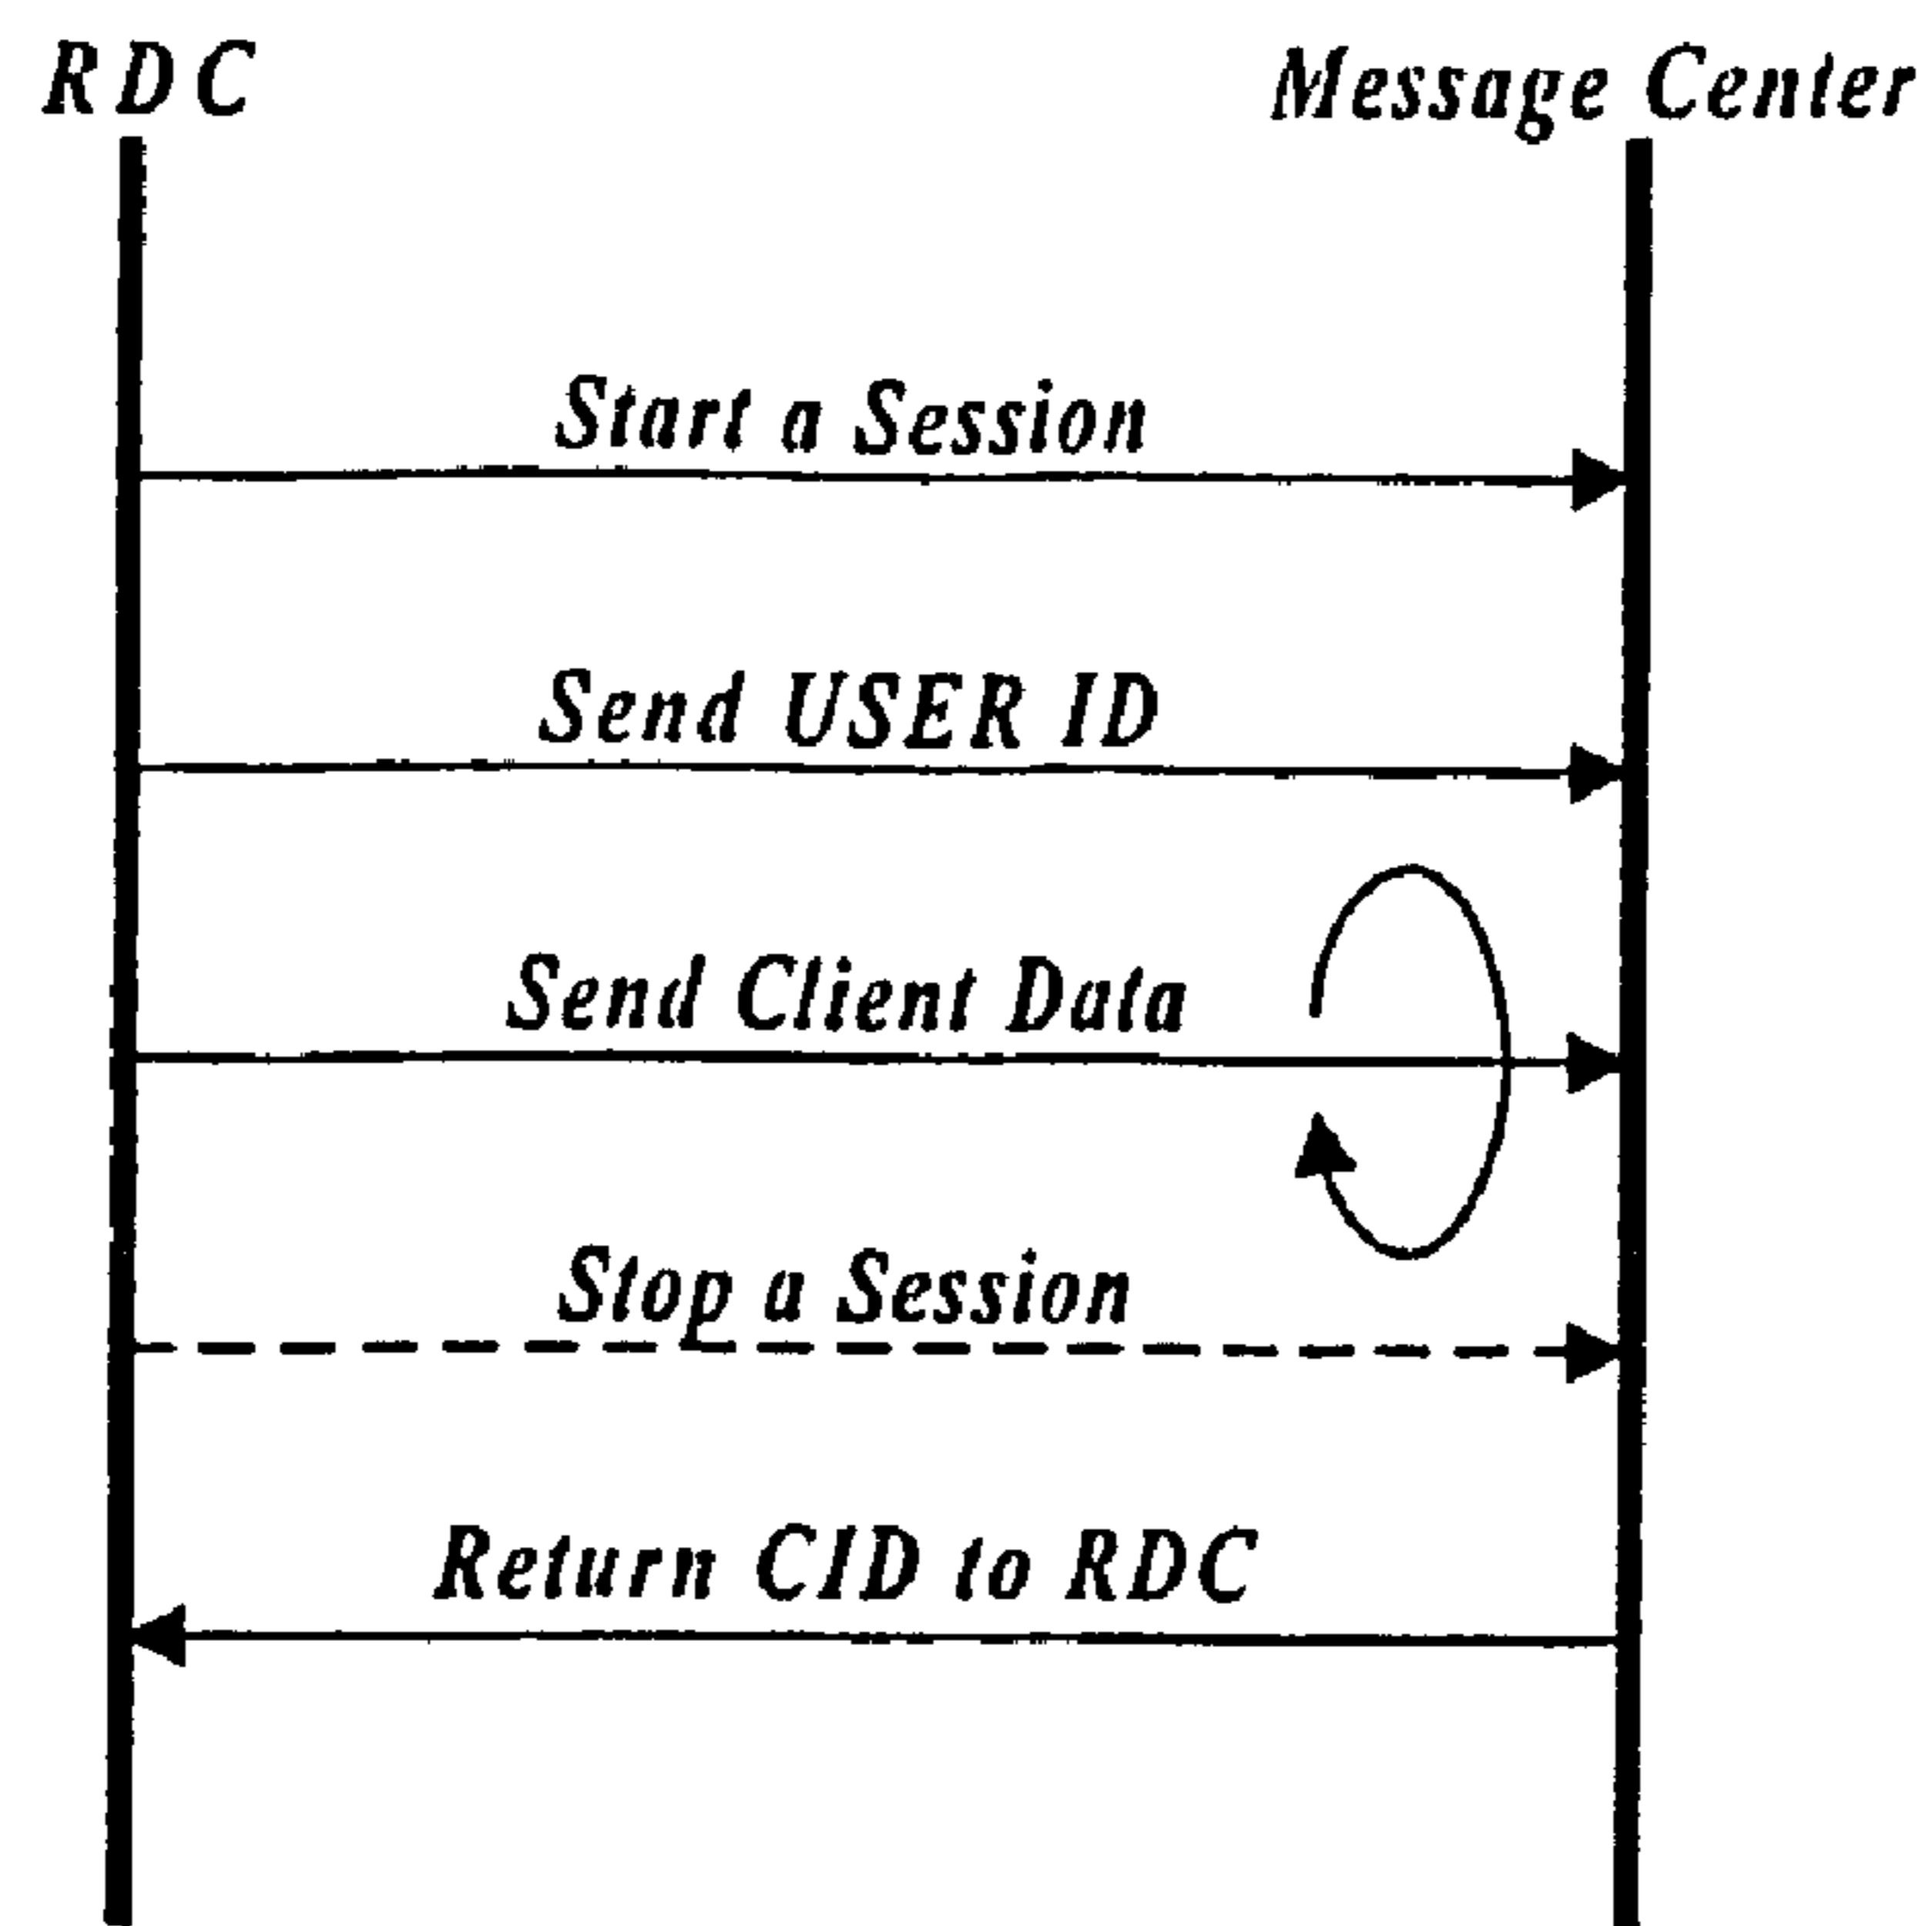 RDC
Message Center
Start a Session
Send USER ID
Send Client Data
Stop a Session
Return CID to RDC